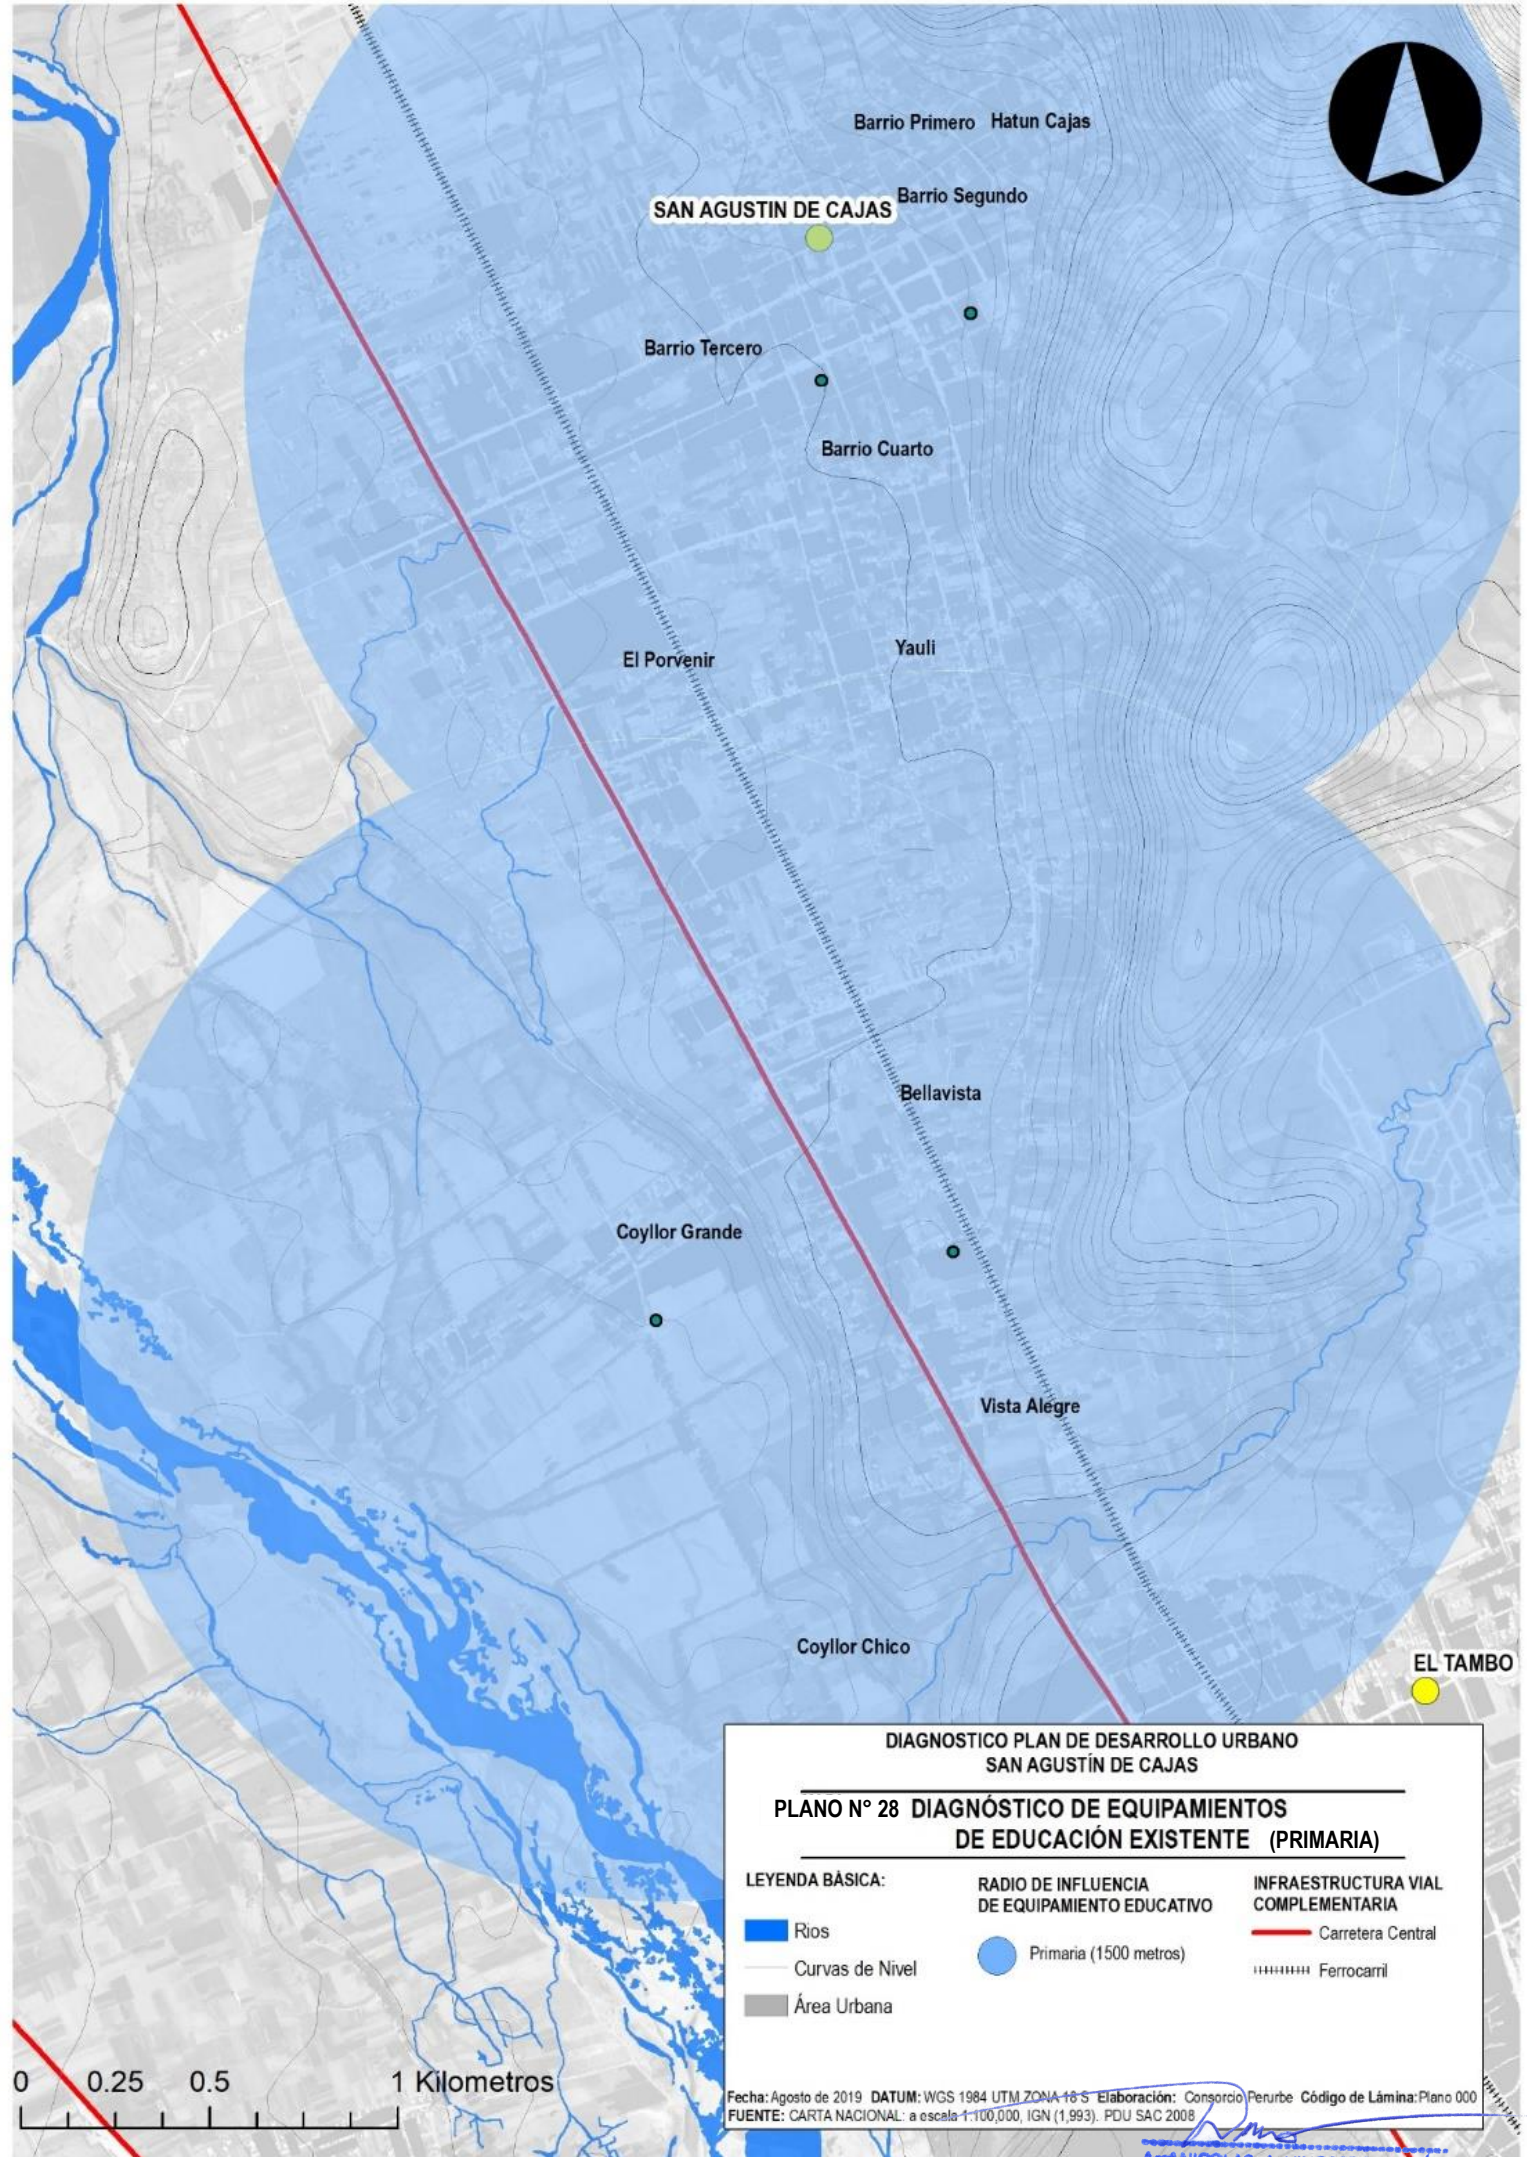 Barrio Primero Hatun Cajas
Barrio Segundo
SAN AGUSTIN DE CAJAS
Barrio Tercero
Barrio Cuarto
El Porvenir
Yauli
Bellavista
Coyllor Grande
Vista Alegre
Coyllor Chico
EL TAMBO
DIAGNOSTICO PLAN DE DESARROLLO URBANO
SAN AGUSTÍN DE CAJAS
PLANO N° 28 DIAGNÓSTICO DE EQUIPAMIENTOS
DE EDUCACIÓN EXISTENTE (PRIMARIA)
LEYENDA BÁSICA:
Rios
Curvas de Nivel
Área Urbana
RADIO DE INFLUENCIA
DE EQUIPAMIENTO EDUCATIVO
Primaria (1500 metros)
INFRAESTRUCTURA VIAL
COMPLEMENTARIA
Carretera Central
Ferrocarril
0 0.25 0.5 1 Kilometros
Fecha: Agosto de 2019 DATUM: WGS 1984 UTM ZONA 18 S Elaboración: Consorcio Perurbe Código de Lámina: Plano 000
FUENTE: CARTA NACIONAL: a escala 1:100,000, IGN (1,993). PDU SAC 2008